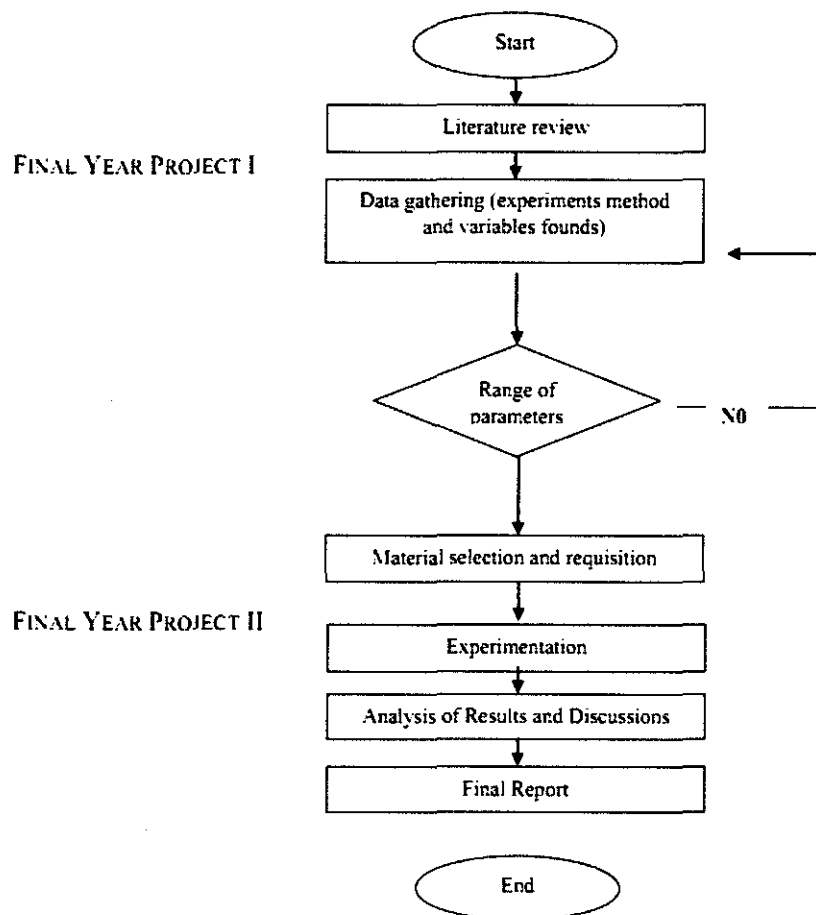 Start
Literature review
FINAL YEAR PROJECT I
Data gathering (experiments method
and variables founds)
Range of
parameters
N0
Material selection and requisition
FINAL YEAR PROJECT II
Experimentation
Analysis of Results and Discussions
Final Report
End